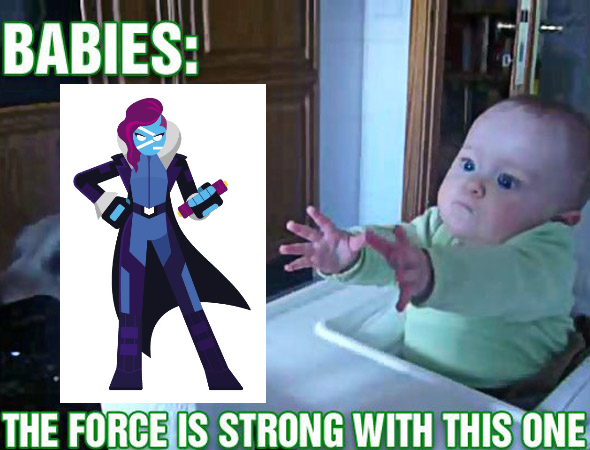 BABIES:
THE FORCE IS STRONG WITH THIS ONE